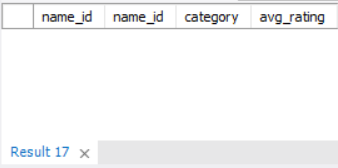 name_id name_id category avg_rating
Result 17